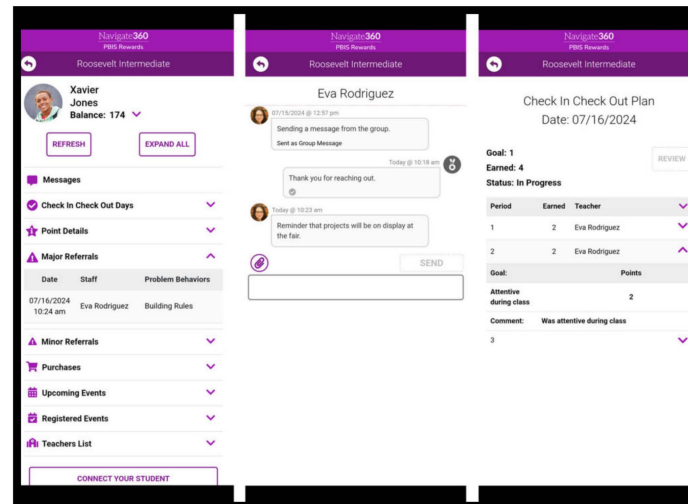 Navigate360
PBIS Rewards
Roosevelt Intermediate
Xavier
Jones
Balance: 174
REFRESH
EXPAND ALL
Messages
Check In Check Out Days
Point Details
Major Referrals
Date Staff Problem Behaviors
07/16/2024
10:24 am
Eva Rodriguez Building Rules
Minor Referrals
Purchases
Upcoming Events
Registered Events
Teachers List
CONNECT YOUR STUDENT
Navigate360
PBIS Rewards
Roosevelt Intermediate
Eva Rodriguez
07/15/2024 @ 12:57 pm
Sending a message from the group.
Sent as Group Message
Today @ 10:18 am
Thank you for reaching out.
Today @ 10:23 am
Reminder that projects will be on display at
the fair.
SEND
Navigate360
PBIS Rewards
Roosevelt Intermediate
Check In Check Out Plan
Date: 07/16/2024
Goal: 1
Earned: 4
Status: In Progress
REVIEW
Period Earned Teacher
1 2 Eva Rodriguez
2 2 Eva Rodriguez
Goal: Points
Attentive
during class
2
Comment: Was attentive during class
3